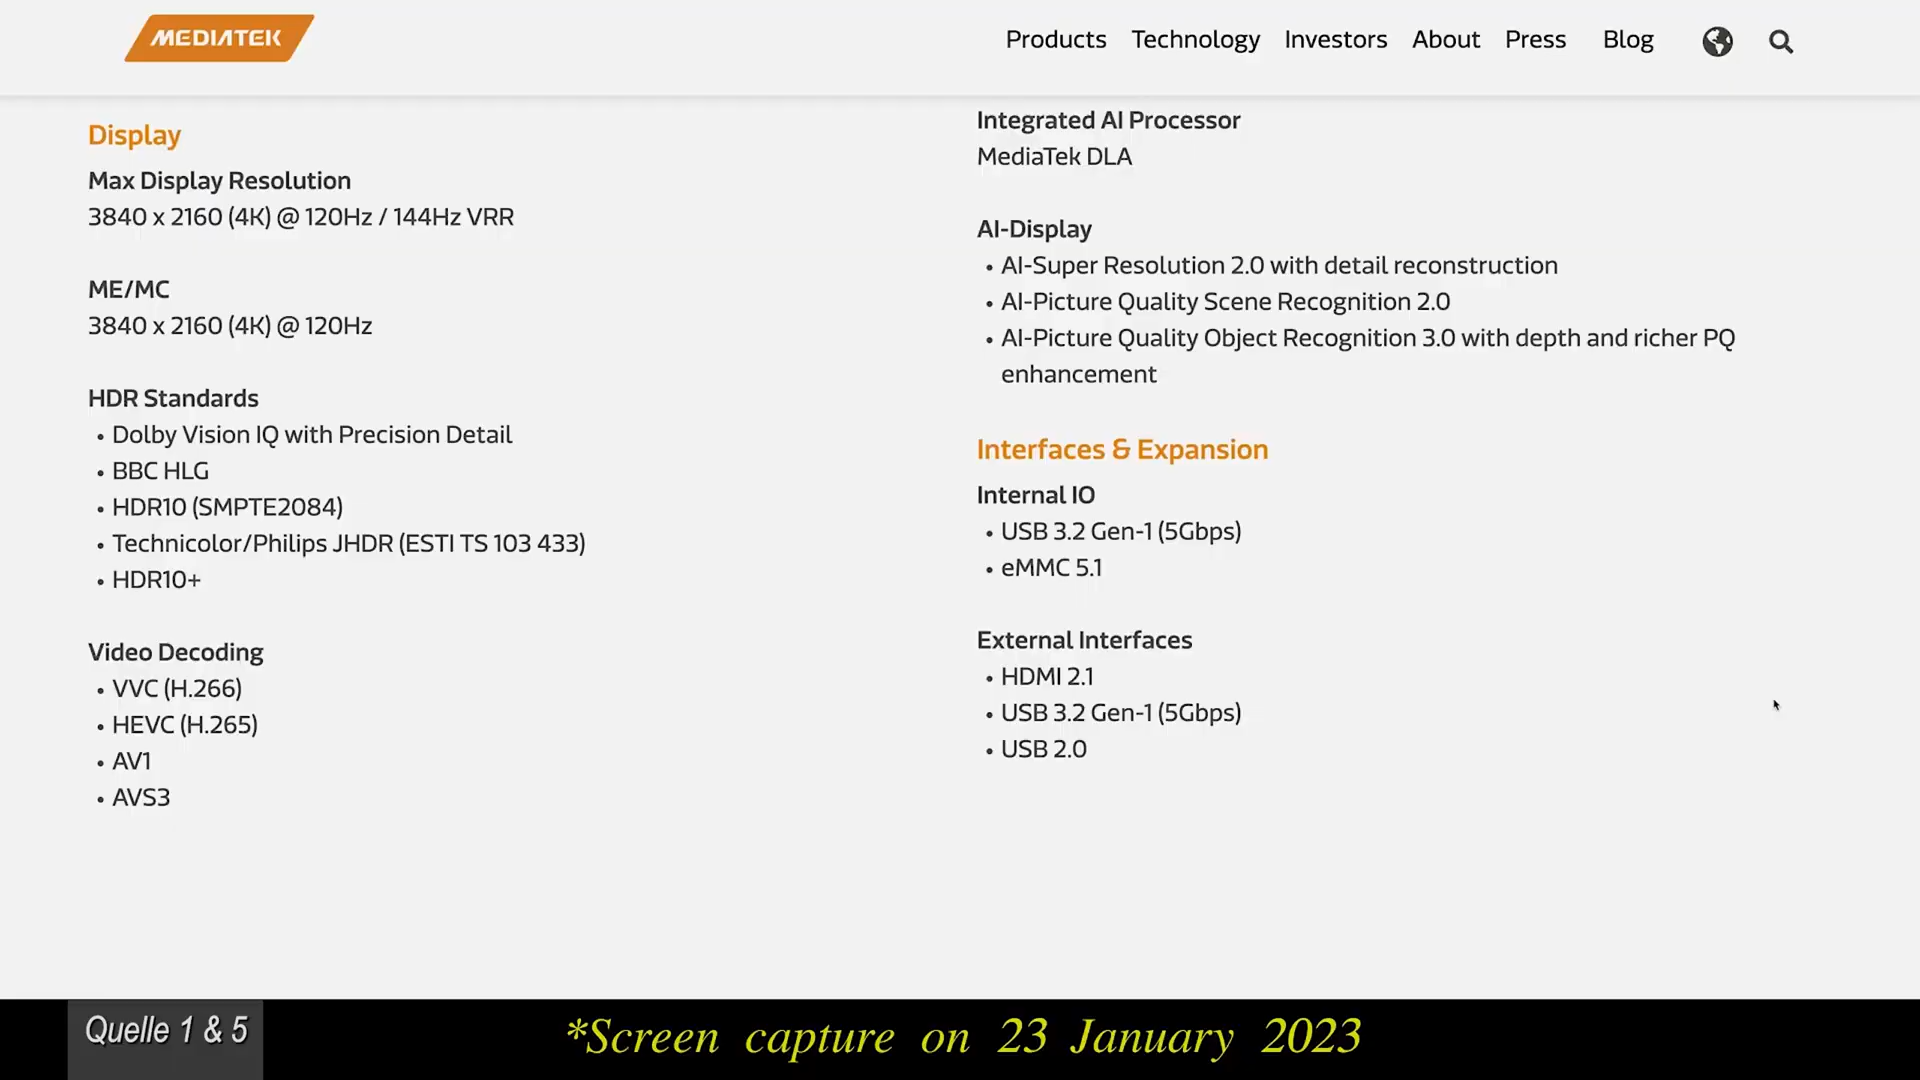 MEDIATEK
Products Technology Investors About Press Blog
Display
Max Display Resolution
3840 x 2160 (4K) @ 120Hz / 144Hz VRR
ME/MC
3840 x 2160 (4K) @ 120Hz
HDR Standards
• Dolby Vision IQ with Precision Detail
• BBC HLG
• HDR10 (SMPTE2084)
• Technicolor/Philips JHDR (ESTI TS 103 433)
• HDR10+
Video Decoding
• VVC (H.266)
• HEVC (H.265)
• AV1
• AVS3
Integrated AI Processor
MediaTek DLA
AI-Display
• AI-Super Resolution 2.0 with detail reconstruction
• AI-Picture Quality Scene Recognition 2.0
• AI-Picture Quality Object Recognition 3.0 with depth and richer PQ
enhancement
Interfaces & Expansion
Internal IO
• USB 3.2 Gen-1 (5Gbps)
• eMMC 5.1
External Interfaces
• HDMI 2.1
• USB 3.2 Gen-1 (5Gbps)
• USB 2.0
Quelle 1 & 5
*Screen capture on 23 January 2023